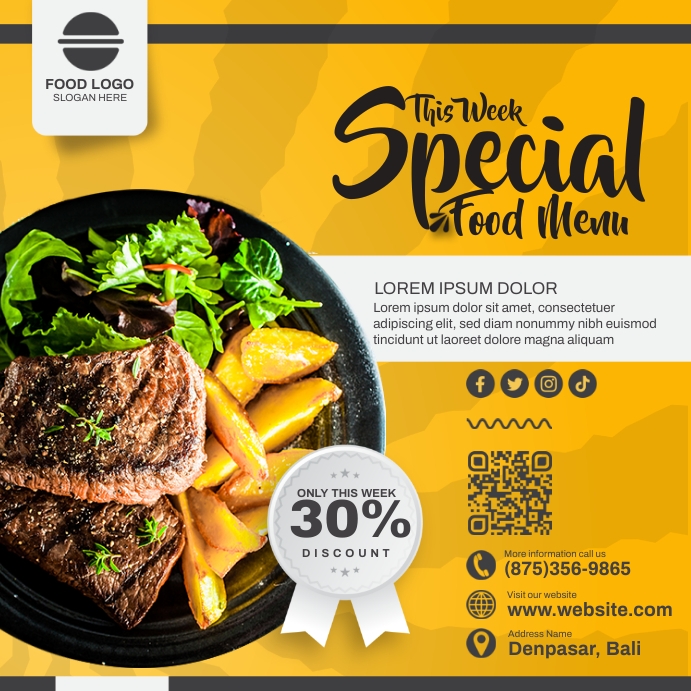 FOOD LOGO
SLOGAN HERE
This Week
Special
Food Menu
LOREM IPSUM DOLOR
Lorem ipsum dolor sit amet, consectetuer
adipiscing elit, sed diam nonummy nibh euismod
tincidunt ut laoreet dolore magna aliquam
ONLY THIS WEEK
30%
DISCOUNT
More information call us
(875)356-9865
Visit our website
www.website.com
Address Name
Denpasar, Bali